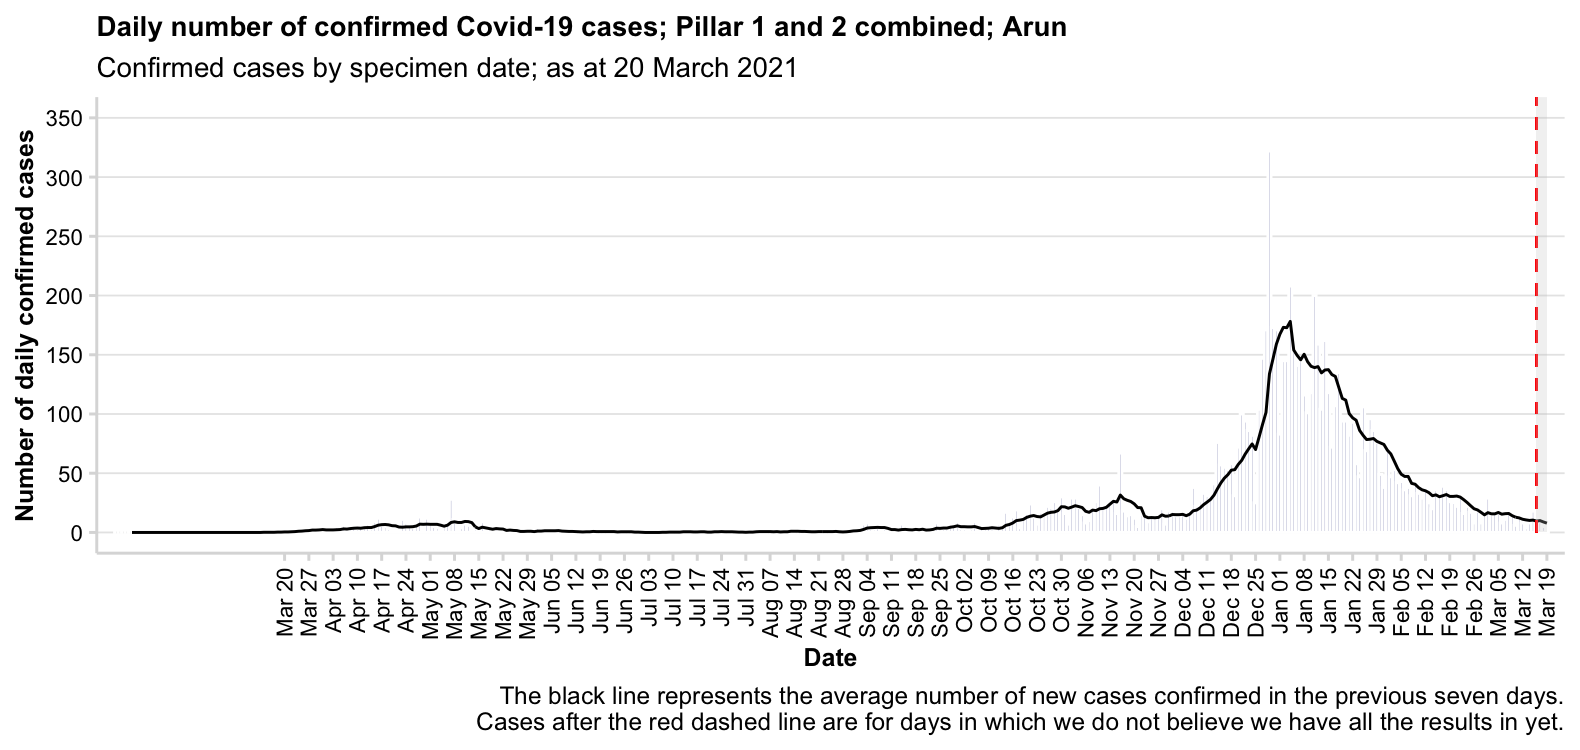 Daily number of confirmed Covid-19 cases; Pillar 1 and 2 combined; Arun
Confirmed cases by specimen date; as at 20 March 2021
Number of daily confirmed cases
350
300
250
200
150
100
50
0
Mar 20
Mar 27
Apr 03
Apr 10
Apr 17
Apr 24
May 01
May 08
May 15
May 22
May 29
Jun 05
Jun 12
Jun 19
Jun 26
Jul 03
Jul 10
Jul 17
Jul 24
Jul 31
Aug 07
Aug 14
Aug 21
Aug 28
Sep 04
Sep 11
Sep 18
Sep 25
Oct 02
Oct 09
Oct 16
Oct 23
Oct 30
Nov 06
Nov 13
Nov 20
Nov 27
Dec 04
Dec 11
Dec 18
Dec 25
Jan 01
Jan 08
Jan 15
Jan 22
Jan 29
Feb 05
Feb 12
Feb 19
Feb 26
Mar 05
Mar 12
Mar 19
Date
The black line represents the average number of new cases confirmed in the previous seven days.
Cases after the red dashed line are for days in which we do not believe we have all the results in yet.